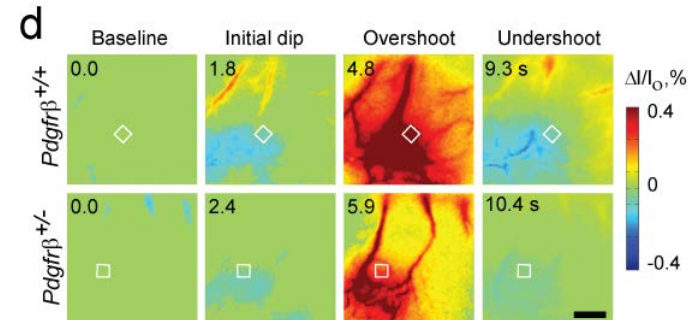 d
Baseline Initial dip Overshoot Undershoot
ΔI/I₀, %
Pdgfrβ+/+
0.0 1.8 4.8 9.3 s
0.4
0
-0.4
Pdgfrβ+/-
0.0 2.4 5.9 10.4 s